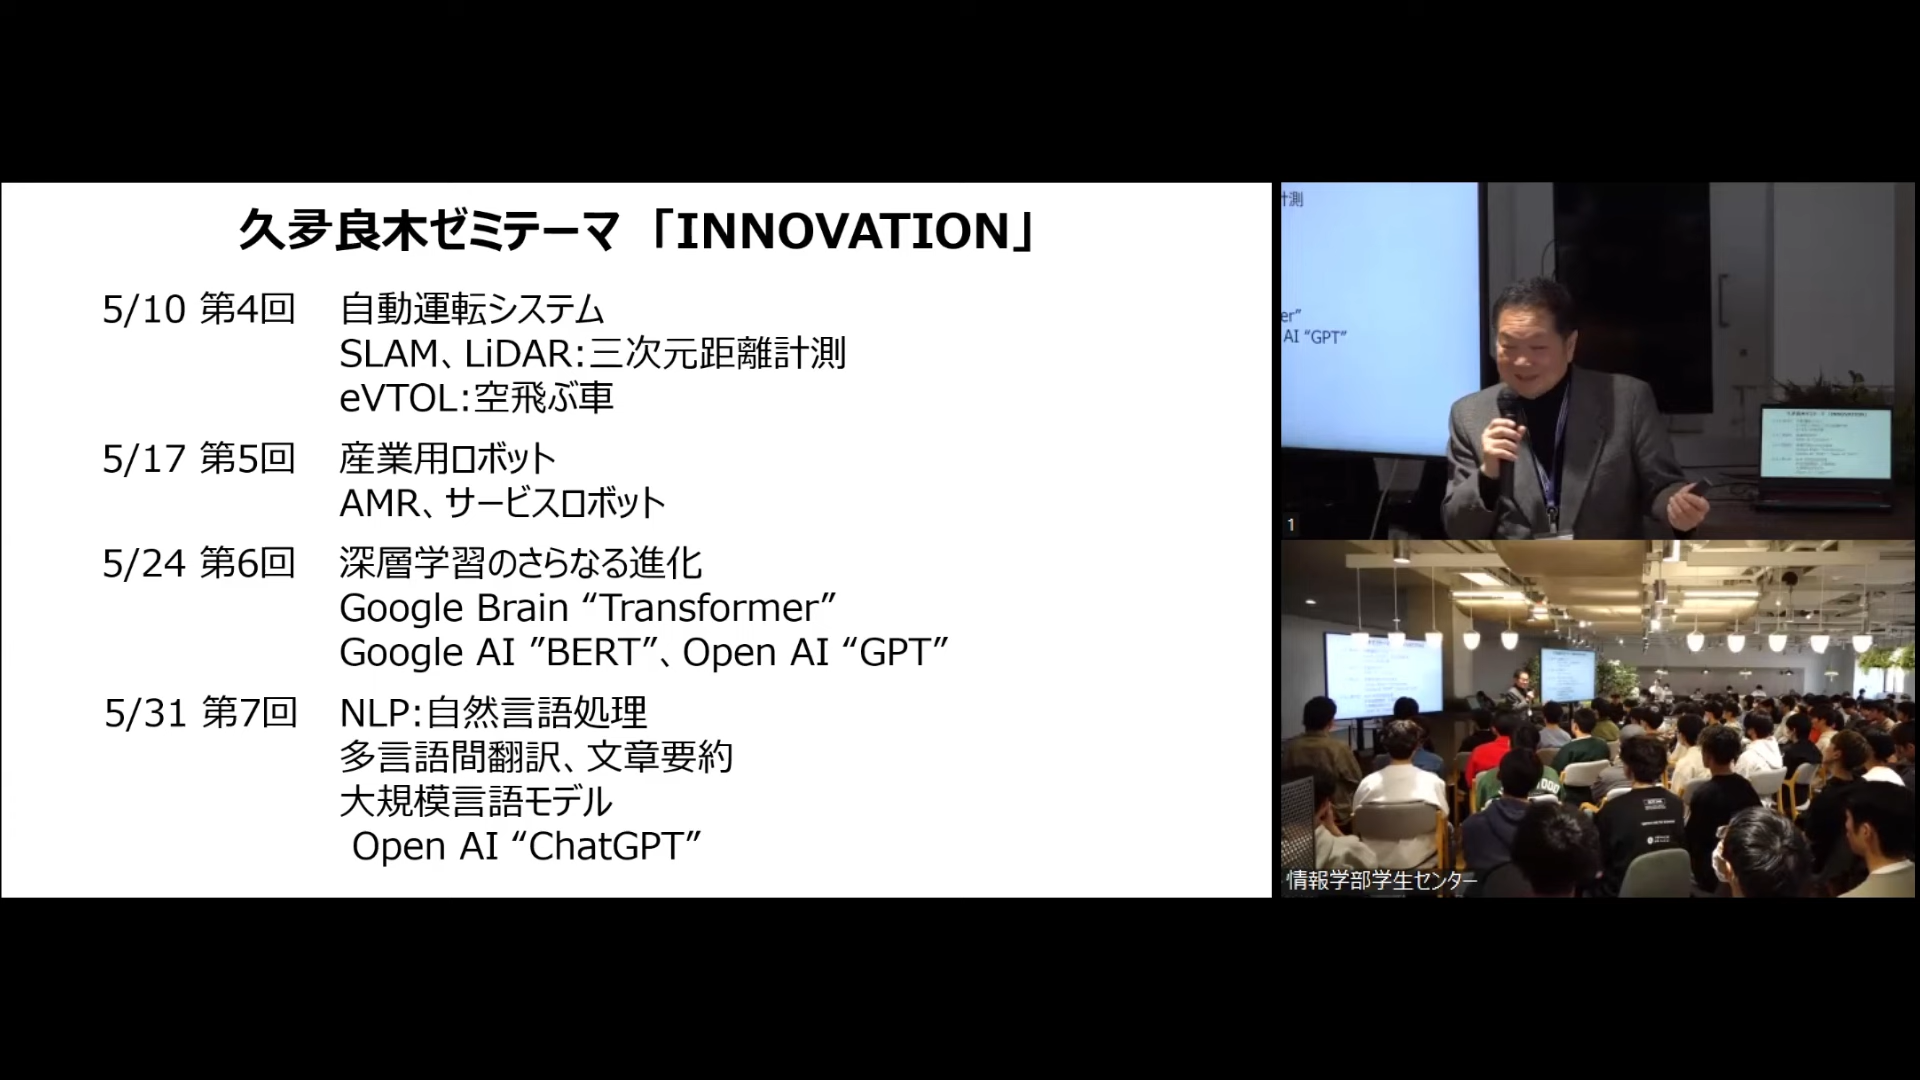 久夛良木ゼミテーマ「INNOVATION」
5/10 第4回 自動運転システム
SLAM、LiDAR:三次元距離計測
eVTOL:空飛ぶ車
5/17 第5回 産業用ロボット
AMR、サービスロボット
5/24 第6回 深層学習のさらなる進化
Google Brain “Transformer”
Google AI ”BERT”、Open AI “GPT”
5/31 第7回 NLP:自然言語処理
多言語間翻訳、文章要約
大規模言語モデル
Open AI “ChatGPT”
計測
er”
AI “GPT”
1
情報学部学生センター